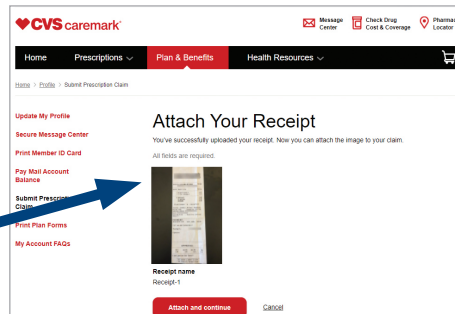 CVS caremark
Message Center
Check Drug Cost & Coverage
Pharmacy Locator
Home
Prescriptions
Plan & Benefits
Health Resources
Home > Profile > Submit Prescription Claim
Update My Profile
Secure Message Center
Print Member ID Card
Pay Mail Account
Balance
Submit Prescript
Claim
Print Plan Forms
My Account FAQs
Attach Your Receipt
You've successfully uploaded your receipt. Now you can attach the image to your claim.
All fields are required.
Receipt name
Receipt-1
Attach and continue
Cancel